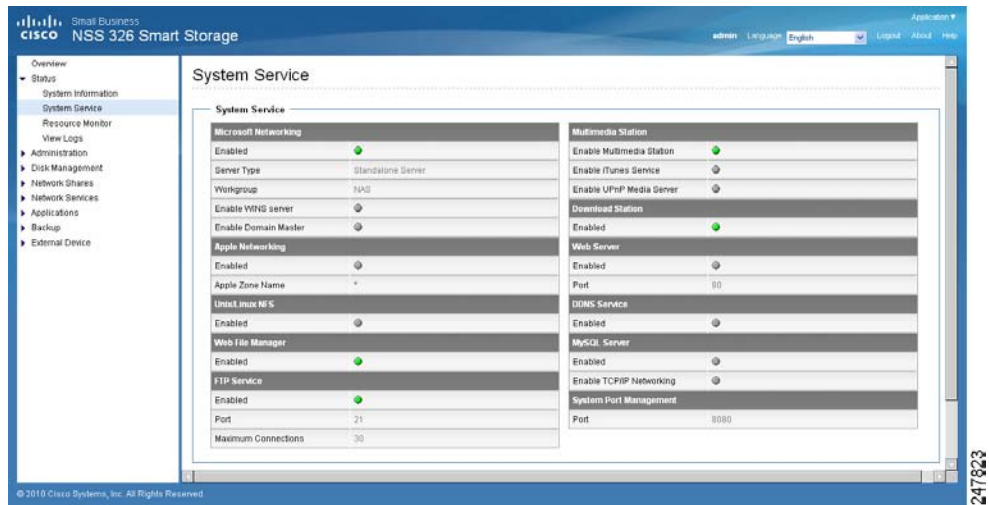 Small Business
CISCO NSS 326 Smart Storage
Application
admin Language English Logout About Help
Overview
Status
System Information
System Service
Resource Monitor
View Logs
Administration
Disk Management
Network Shares
Network Services
Applications
Backup
External Device
System Service
System Service
Microsoft Networking
Enabled
Server Type Standalone Server
Workgroup NAS
Enable WINS server
Enable Domain Master
Apple Networking
Enabled
Apple Zone Name *
Unix/Linux NFS
Enabled
Web File Manager
Enabled
FTP Service
Enabled
Port 21
Maximum Connections 30
Multimedia Station
Enable Multimedia Station
Enable iTunes Service
Enable UPnP Media Server
Download Station
Enabled
Web Server
Enabled
Port 80
DDNS Service
Enabled
MySQL Server
Enabled
Enable TCP/IP Networking
System Port Management
Port 8080
© 2010 Cisco Systems, Inc. All Rights Reserved.
247823